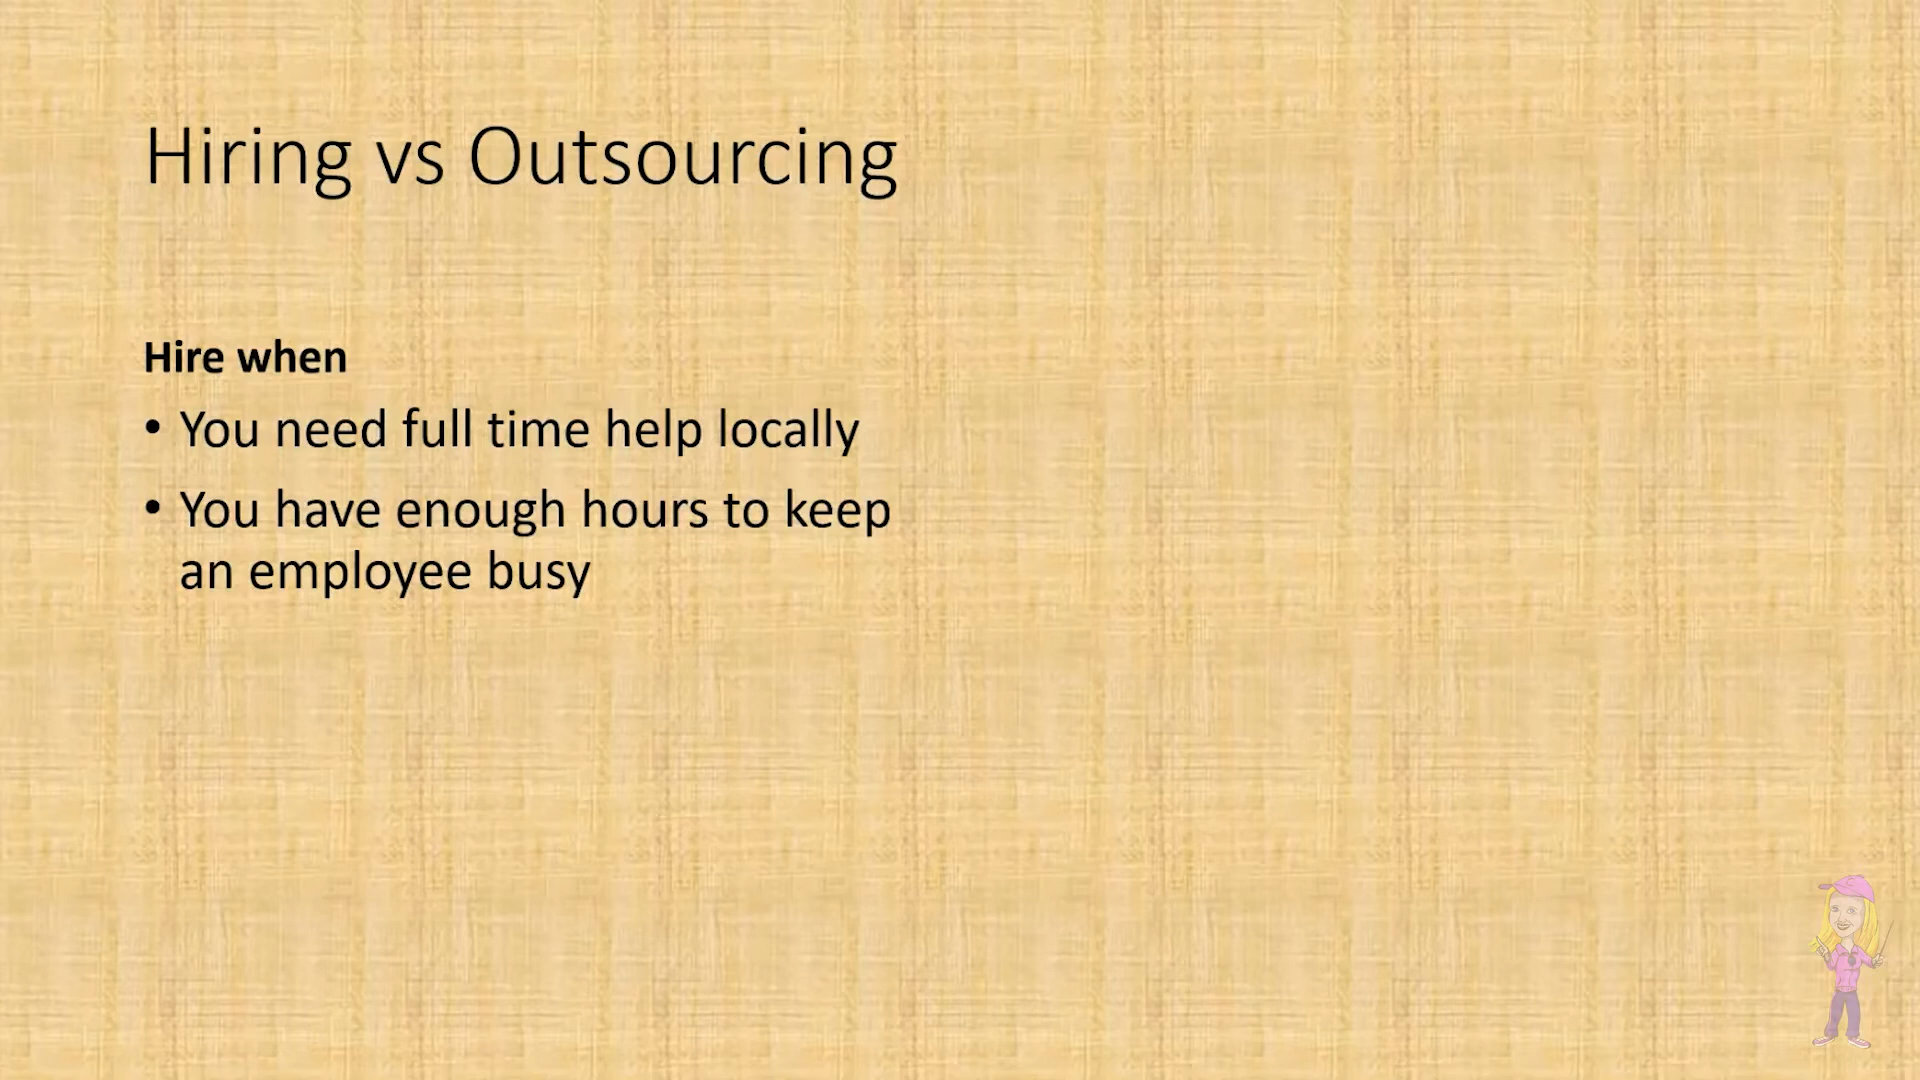 Hiring vs Outsourcing
Hire when
• You need full time help locally
• You have enough hours to keep
an employee busy